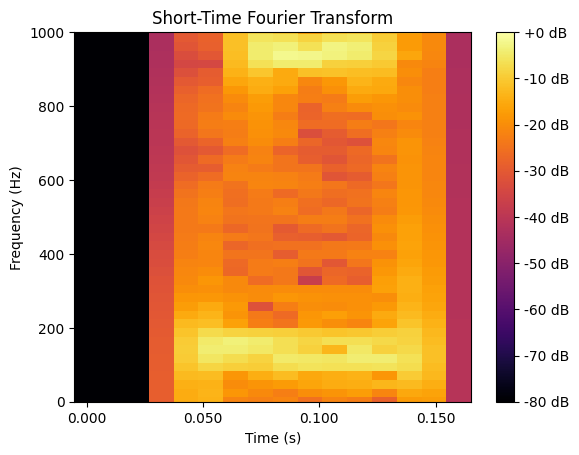 Short-Time Fourier Transform
1000
800
600
400
200
0
Frequency (Hz)
0.000
0.050
0.100
0.150
Time (s)
+0 dB
-10 dB
-20 dB
-30 dB
-40 dB
-50 dB
-60 dB
-70 dB
-80 dB